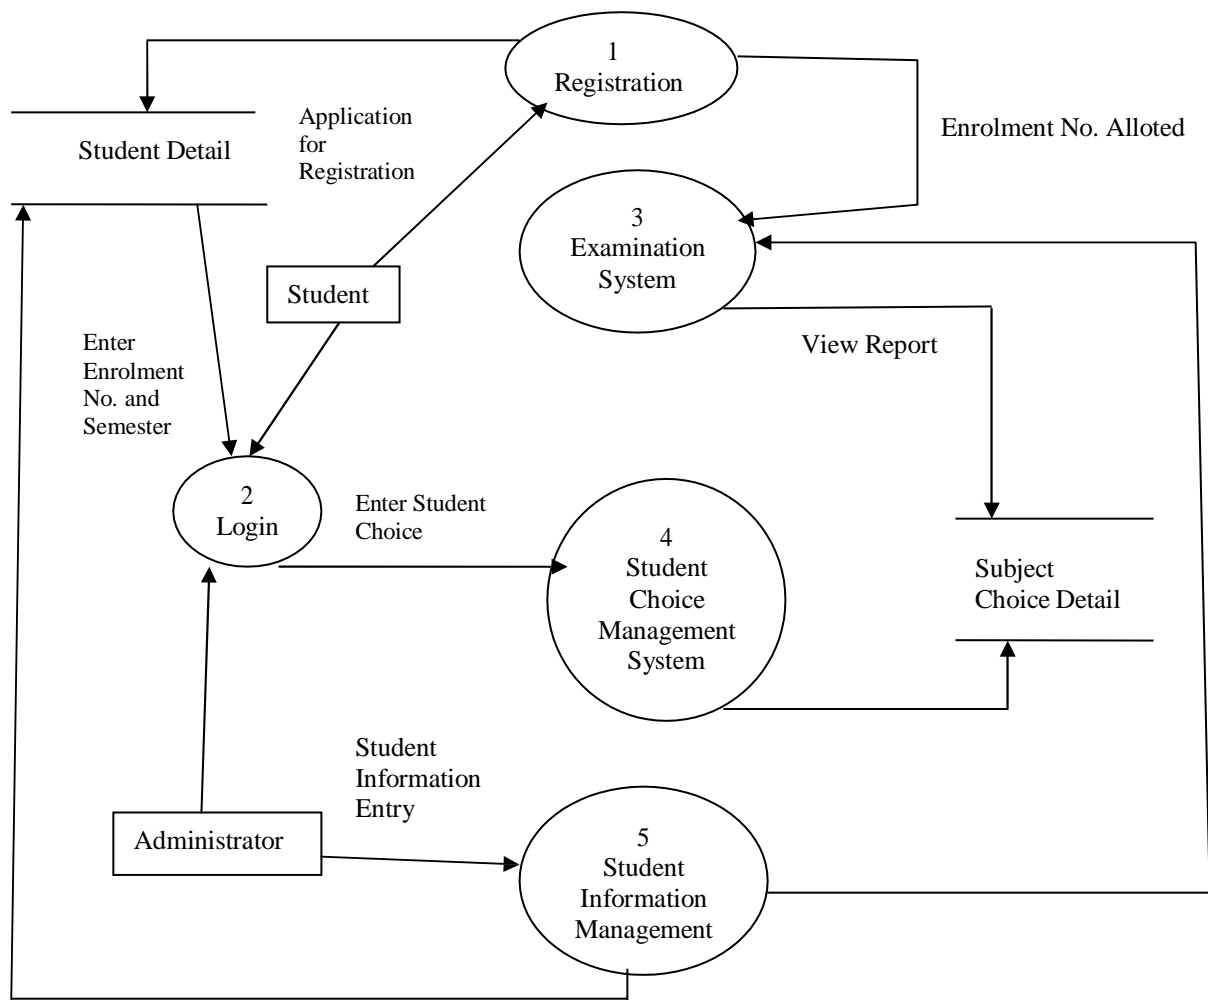 1
Registration
Application
for
Registration
Enrolment No. Alloted
Student Detail
3
Examination
System
Student
View Report
Enter
Enrolment
No. and
Semester
2
Login
Enter Student
Choice
4
Student
Choice
Management
System
Subject
Choice Detail
Student
Information
Entry
Administrator
5
Student
Information
Management